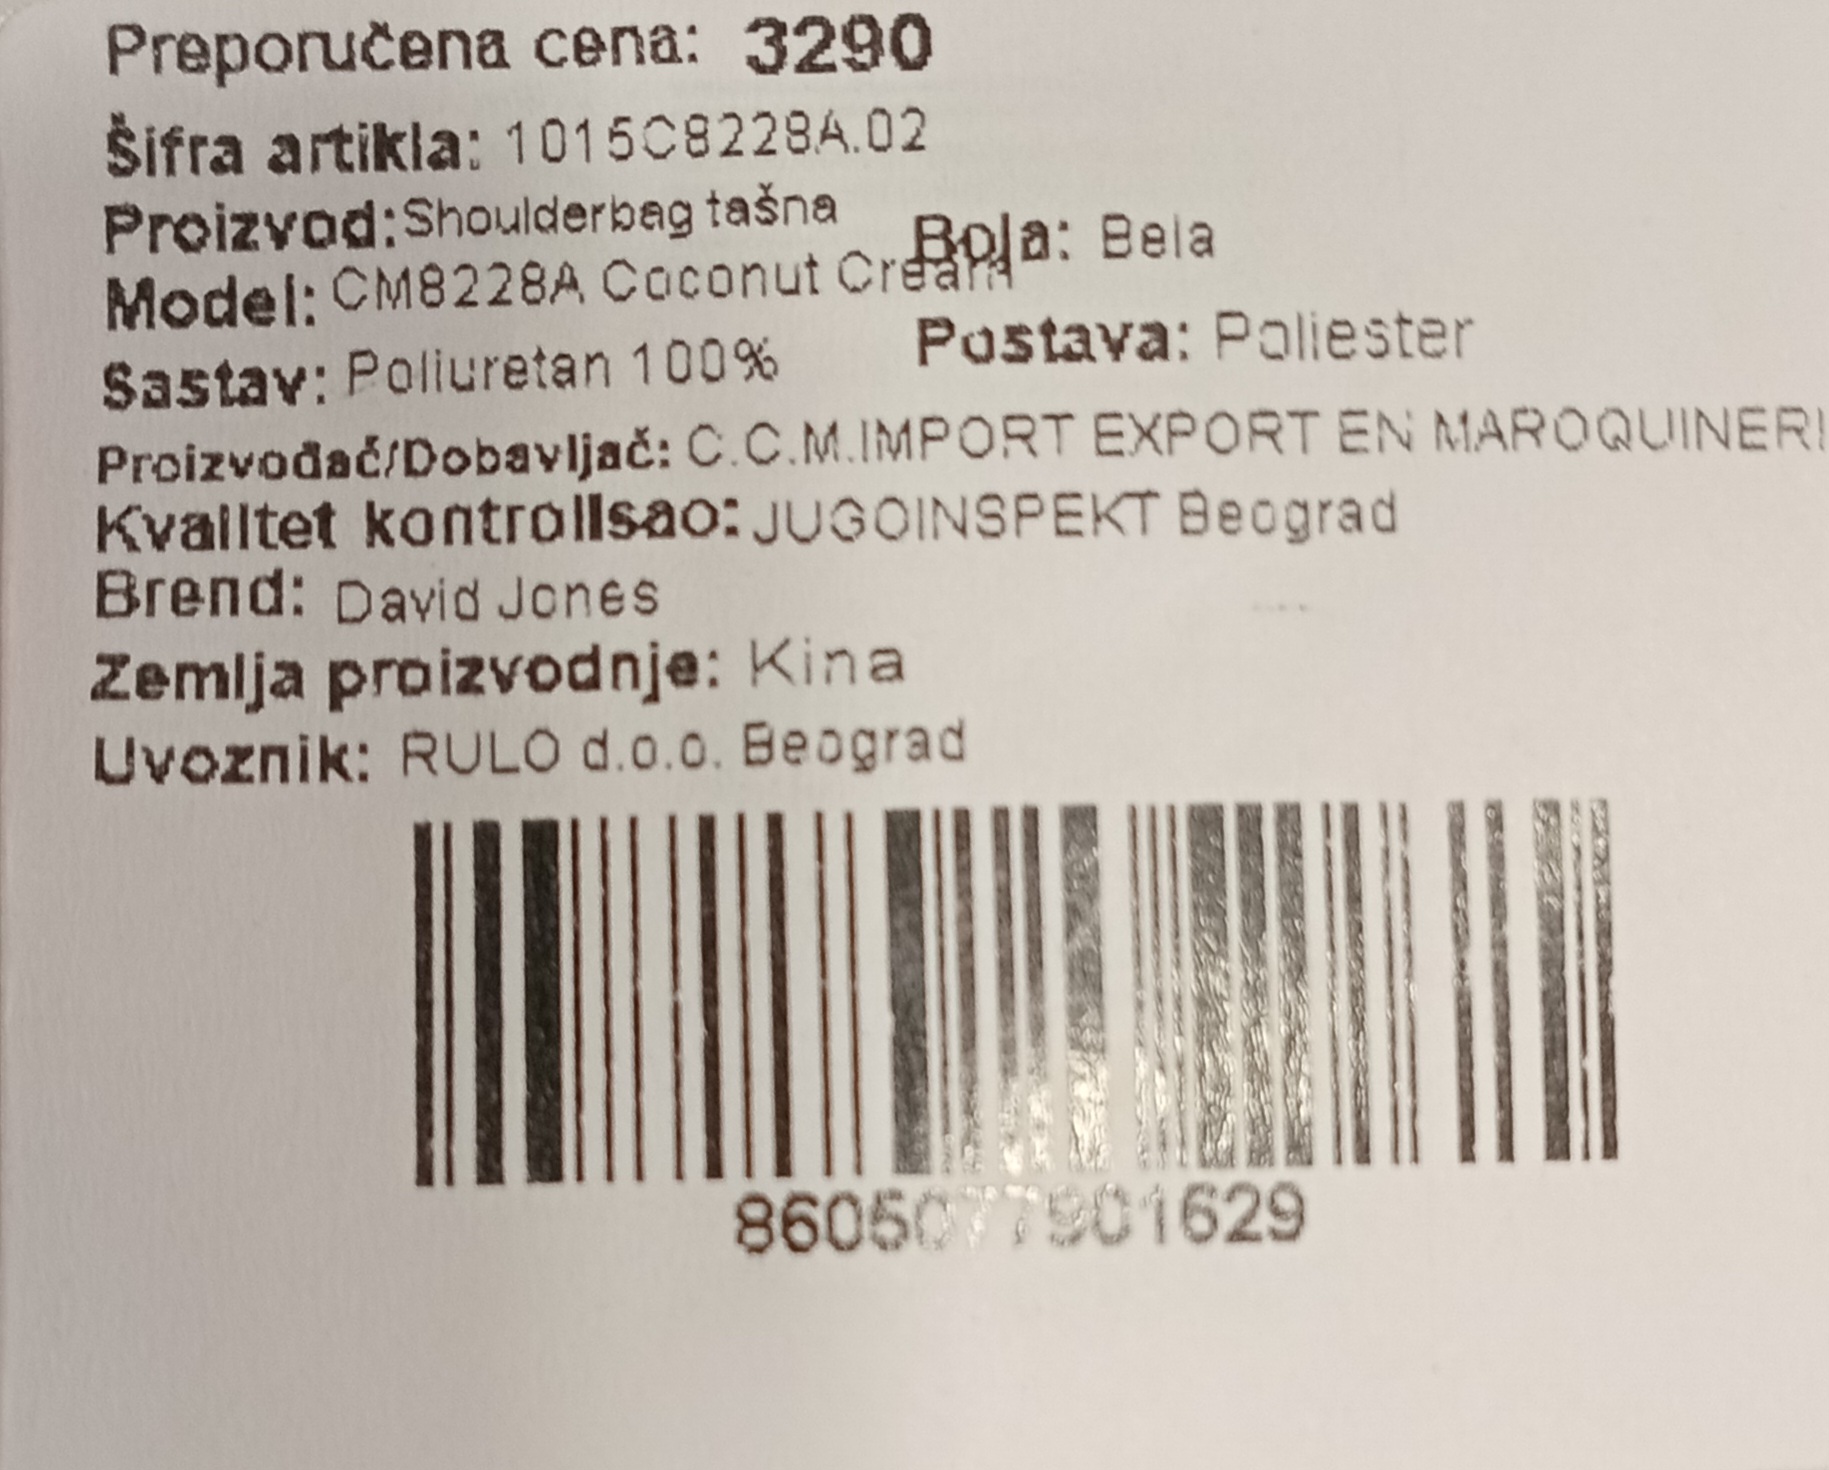 Preporučena cena: 3290
Šifra artikla: 1015C8228A.02
Proizvod: Shoulderbag tašna
Boja: Bela
Model: CM8228A Coconut Cream
Sastav: Poliuretan 100%
Postava: Poliester
Proizvođač/Dobavljač: C.C.M.IMPORT EXPORT EN MAROQUINERI
Kvalitet kontrolisao: JUGOINSPEKT Beograd
Brend: David Jones
Zemlja proizvodnje: Kina
Uvoznik: RULO d.o.o. Beograd
8605077901629